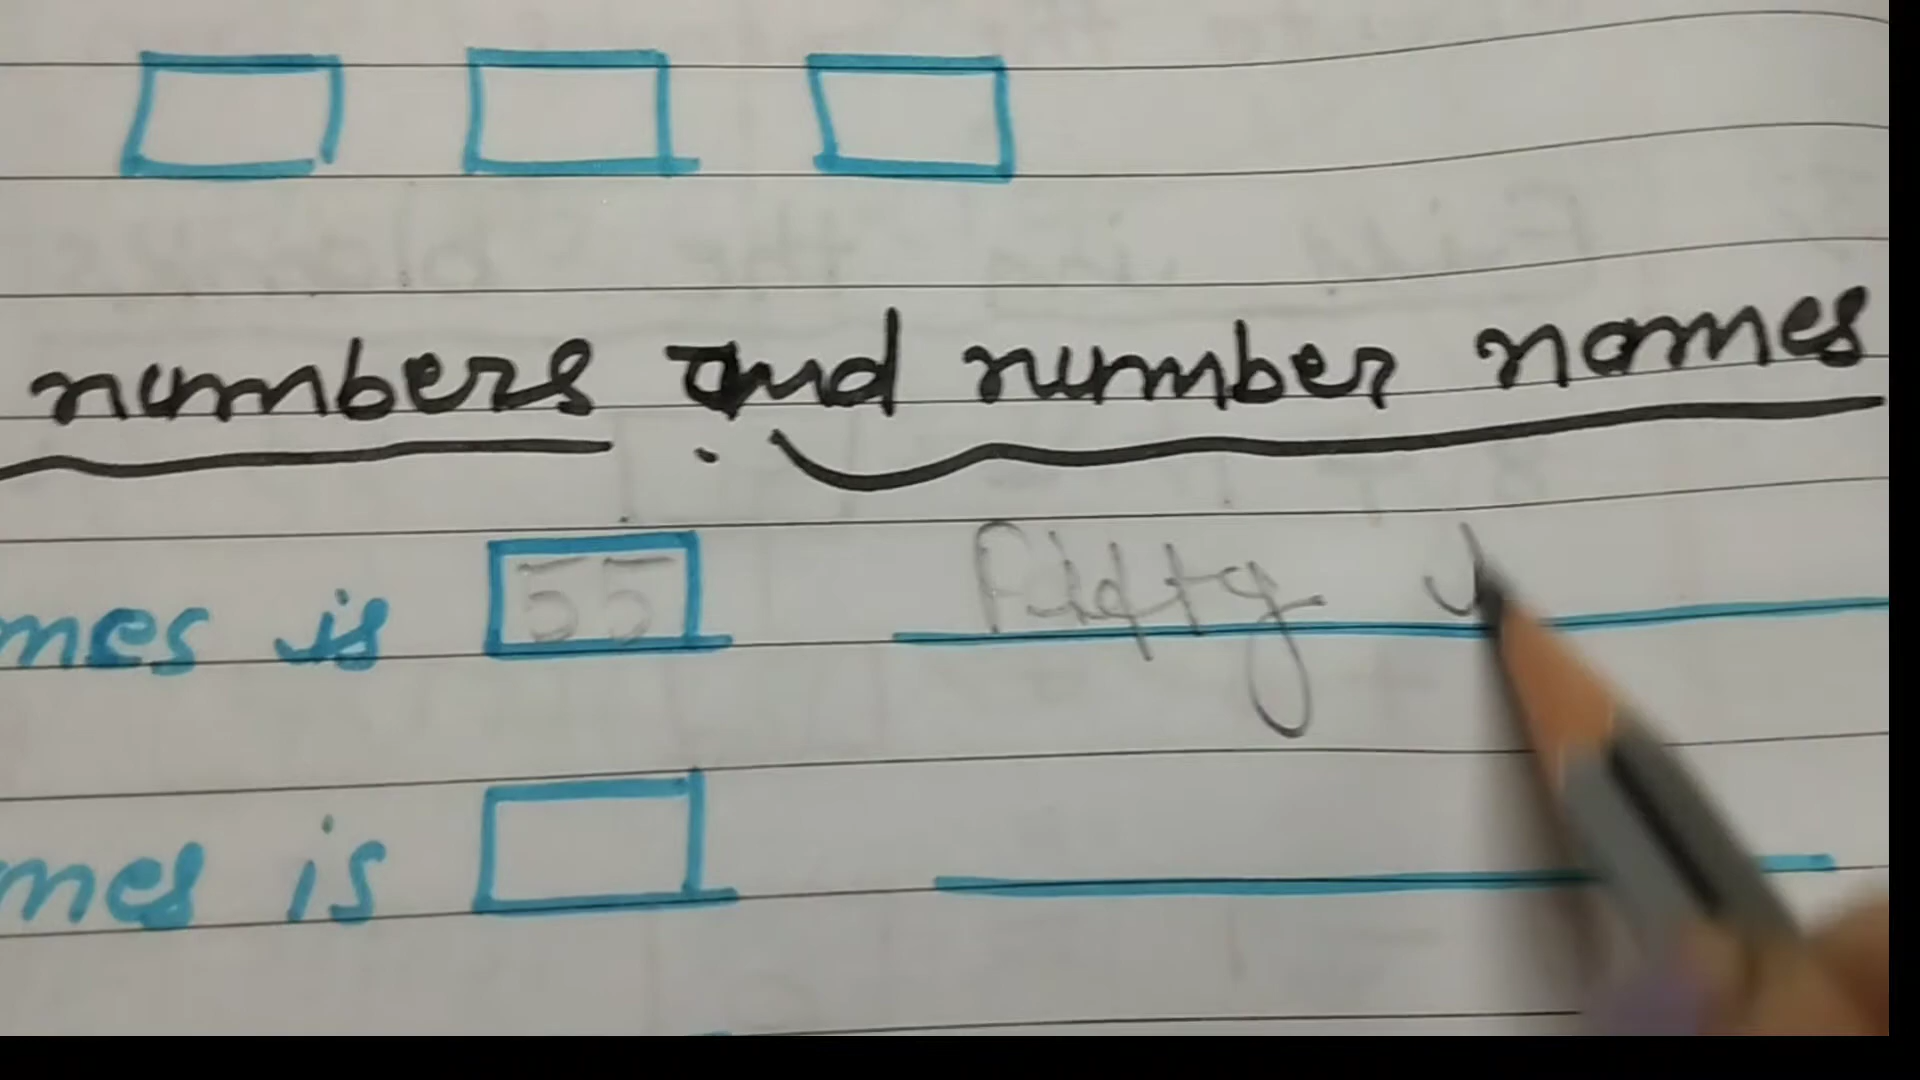 numbers and number names
mes is 55 Fifty
mes is